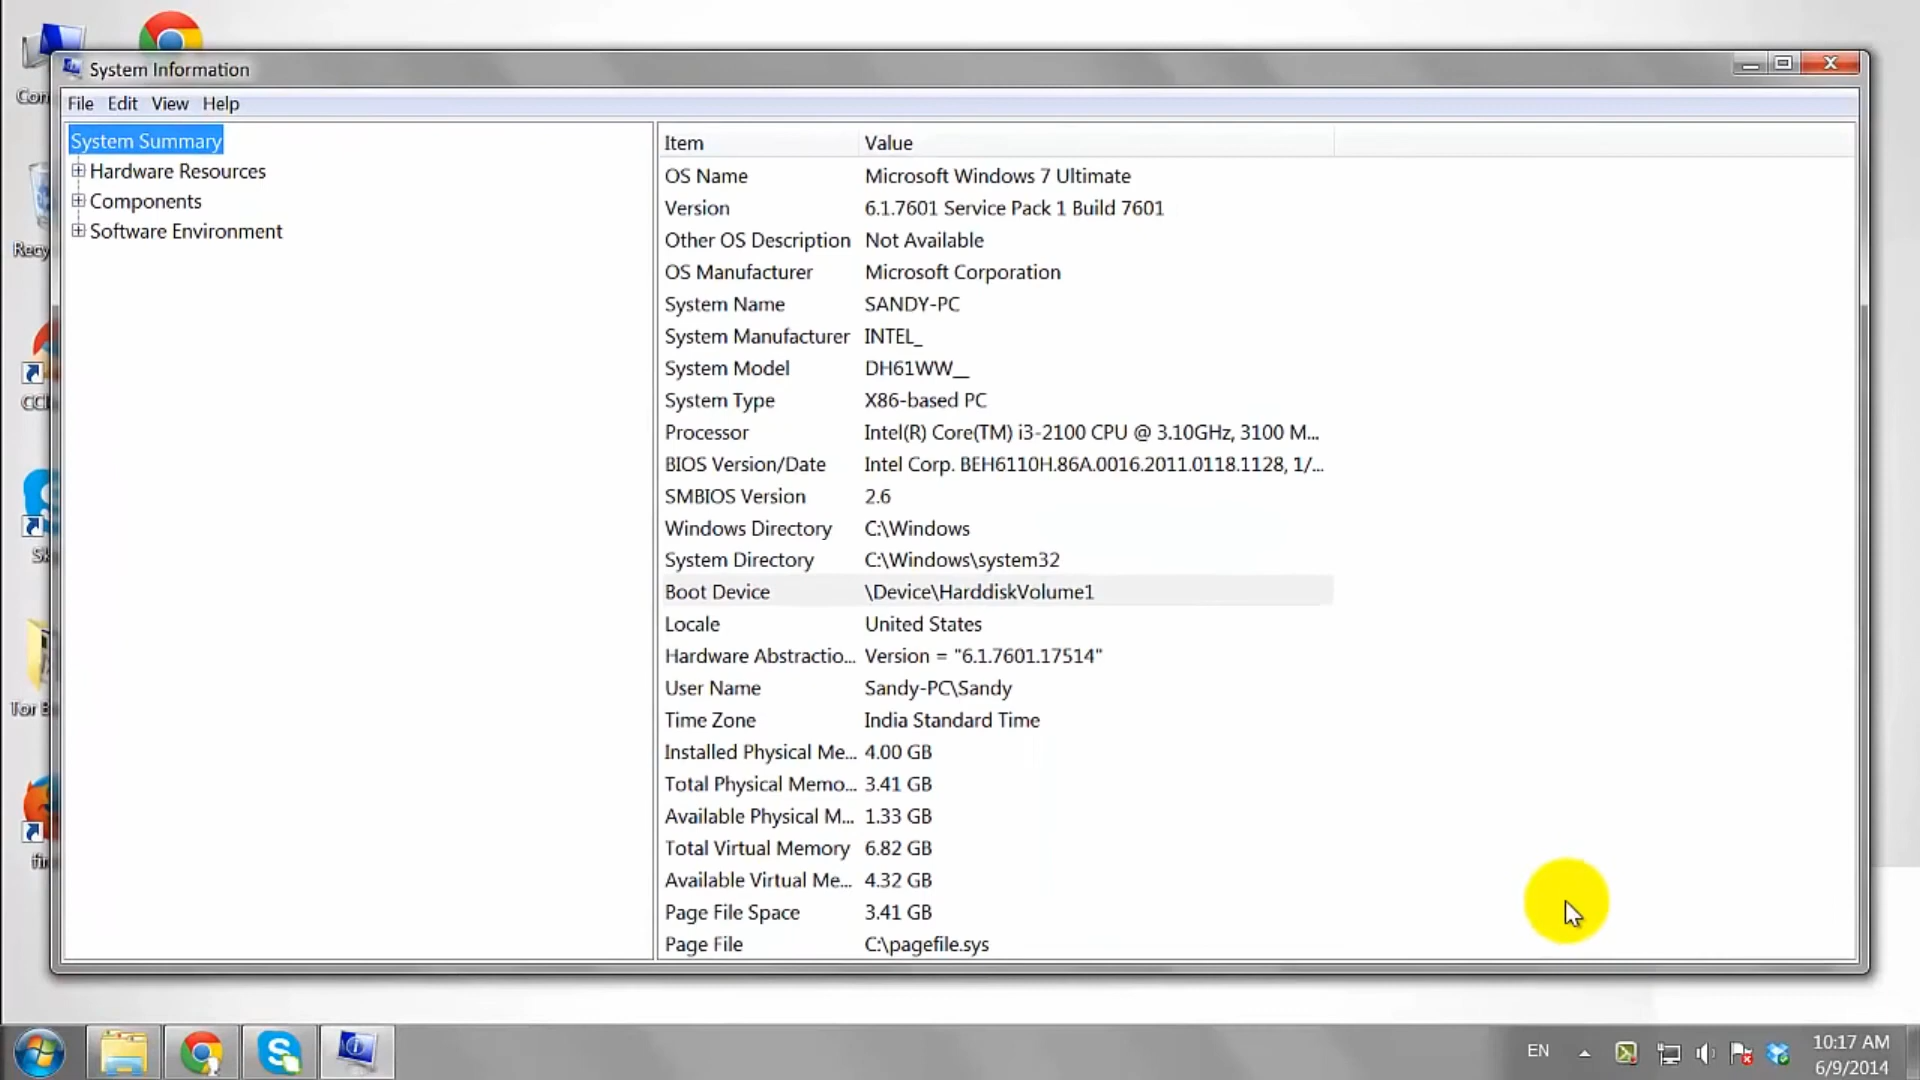 System Information
File Edit View Help
System Summary
Hardware Resources
Components
Software Environment
Item Value
OS Name Microsoft Windows 7 Ultimate
Version 6.1.7601 Service Pack 1 Build 7601
Other OS Description Not Available
OS Manufacturer Microsoft Corporation
System Name SANDY-PC
System Manufacturer INTEL_
System Model DH61WW__
System Type X86-based PC
Processor Intel(R) Core(TM) i3-2100 CPU @ 3.10GHz, 3100 M...
BIOS Version/Date Intel Corp. BEH6110H.86A.0016.2011.0118.1128, 1/...
SMBIOS Version 2.6
Windows Directory C:\Windows
System Directory C:\Windows\system32
Boot Device \Device\HarddiskVolume1
Locale United States
Hardware Abstractio... Version = "6.1.7601.17514"
User Name Sandy-PC\Sandy
Time Zone India Standard Time
Installed Physical Me... 4.00 GB
Total Physical Memo... 3.41 GB
Available Physical M... 1.33 GB
Total Virtual Memory 6.82 GB
Available Virtual Me... 4.32 GB
Page File Space 3.41 GB
Page File C:\pagefile.sys
Com
Recy
CCl
Sk
Tor B
fir
EN
10:17 AM
6/9/2014